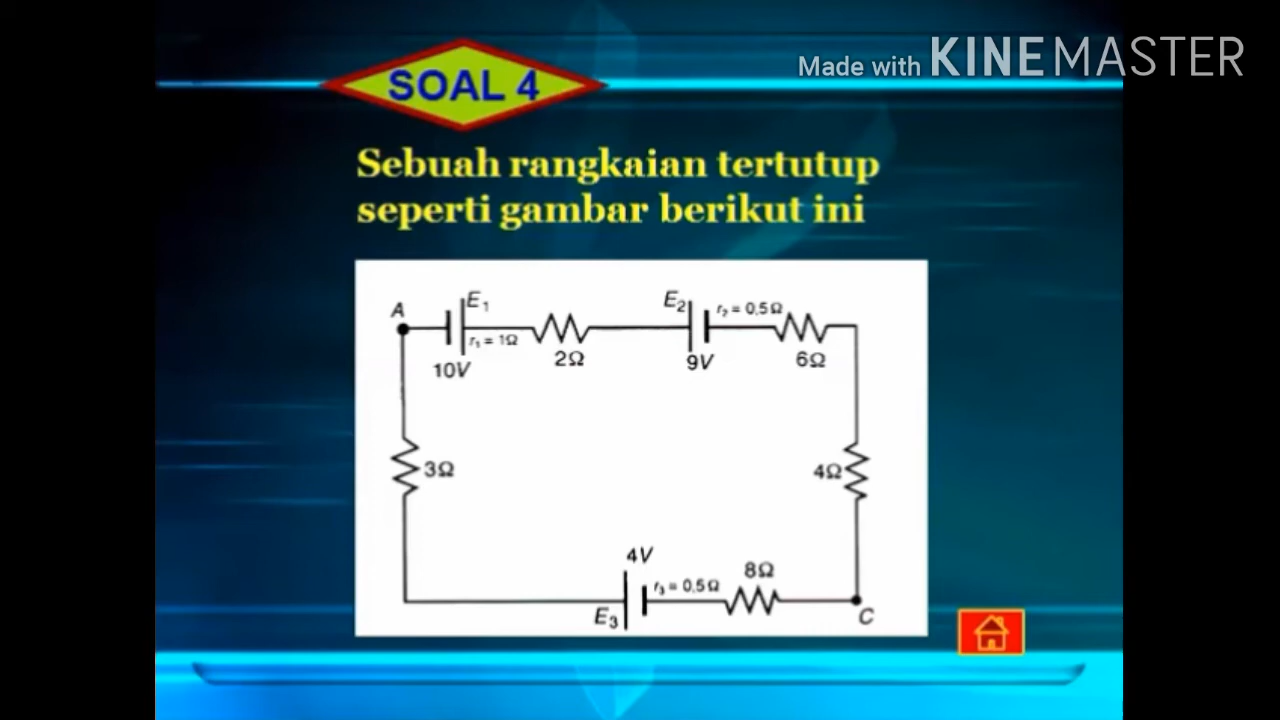 Made with KINEMASTER
SOAL 4
Sebuah rangkaian tertutup
seperti gambar berikut ini
A
E₁
r₁ = 1Ω
10V
2Ω
E₂
r₂ = 0,5Ω
9V
6Ω
3Ω
4Ω
4V
r₃ = 0,5Ω
8Ω
E₃
C